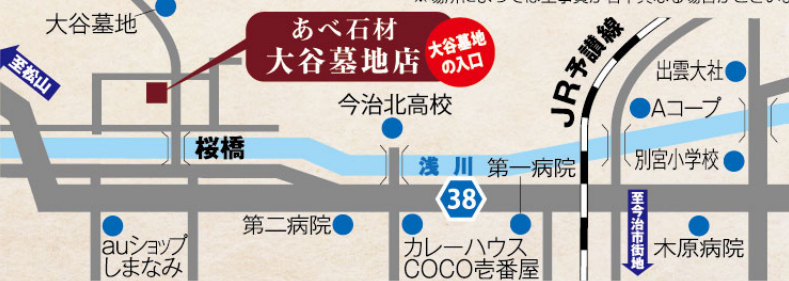 大谷墓地
至松山
あべ石材
大谷墓地店
大谷墓地
の入口
JR予讃線
出雲大社
Aコープ
今治北高校
桜橋
浅川
第一病院
別宮小学校
38
至今治市街地
auショップ
しまなみ
第二病院
カレーハウス
COCO壱番屋
木原病院